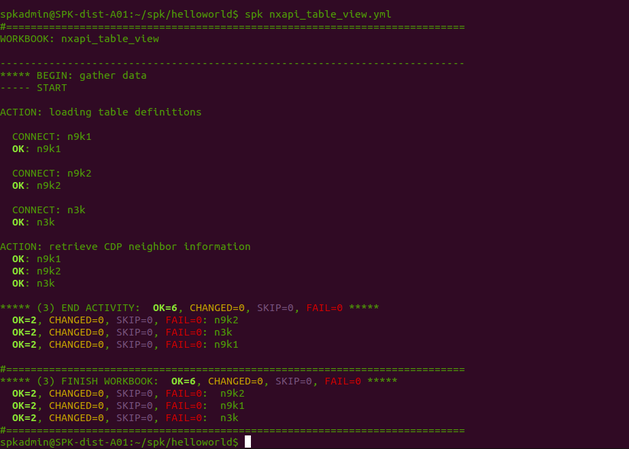 spkadmin@SPK-dist-A01:~/spk/helloworld$ spk nxapi_table_view.yml
#============================================================================
WORKBOOK: nxapi_table_view
-----------------------------------------------------------------------------
***** BEGIN: gather data
----- START
ACTION: loading table definitions
CONNECT: n9k1
OK: n9k1
CONNECT: n9k2
OK: n9k2
CONNECT: n3k
OK: n3k
ACTION: retrieve CDP neighbor information
OK: n9k1
OK: n9k2
OK: n3k
***** (3) END ACTIVITY:  OK=6, CHANGED=0, SKIP=0, FAIL=0 *****
OK=2, CHANGED=0, SKIP=0, FAIL=0: n9k2
OK=2, CHANGED=0, SKIP=0, FAIL=0: n3k
OK=2, CHANGED=0, SKIP=0, FAIL=0: n9k1
#============================================================================
***** (3) FINISH WORKBOOK:  OK=6, CHANGED=0, SKIP=0, FAIL=0 *****
OK=2, CHANGED=0, SKIP=0, FAIL=0:  n9k2
OK=2, CHANGED=0, SKIP=0, FAIL=0:  n9k1
OK=2, CHANGED=0, SKIP=0, FAIL=0:  n3k
#============================================================================
spkadmin@SPK-dist-A01:~/spk/helloworld$